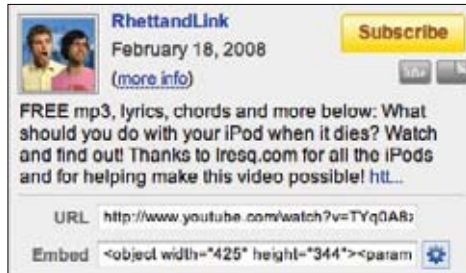 RhettandLink
Subscribe
February 18, 2008
(more info)
FREE mp3, lyrics, chords and more below: What
should you do with your iPod when it dies? Watch
and find out! Thanks to Iresq.com for all the iPods
and for helping make this video possible! htt...
URL http://www.youtube.com/watch?v=TYq0A8
Embed <object width="425" height="344"><param